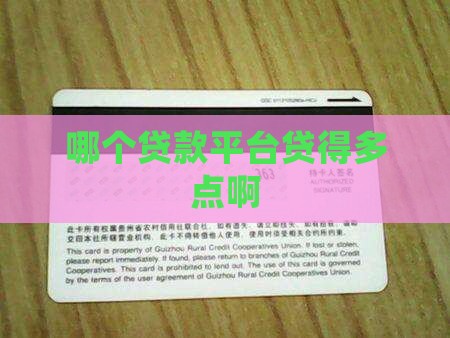 哪个贷款平台贷得多
点啊
163
持卡人签名
AUTHORIZED
SIGNATURE
此卡所有权属贵州省农村信用社联合社。如有遗失，请立即挂失，如有拾获，请即
交回本社所辖营业机构。此卡不得转借他人使用，使用时须受相关合约所约束。
This card is property of Guizhou Rural Credit Cooperatives Union. If lost or stolen,
please report immediately. If found, please return to branches of Guizhou Rural Credit
Cooperatives. This card is prohibited to lend out. The use of this card is governed
by the terms of the user agreement of Guizhou Rural Credit Cooperatives Union.